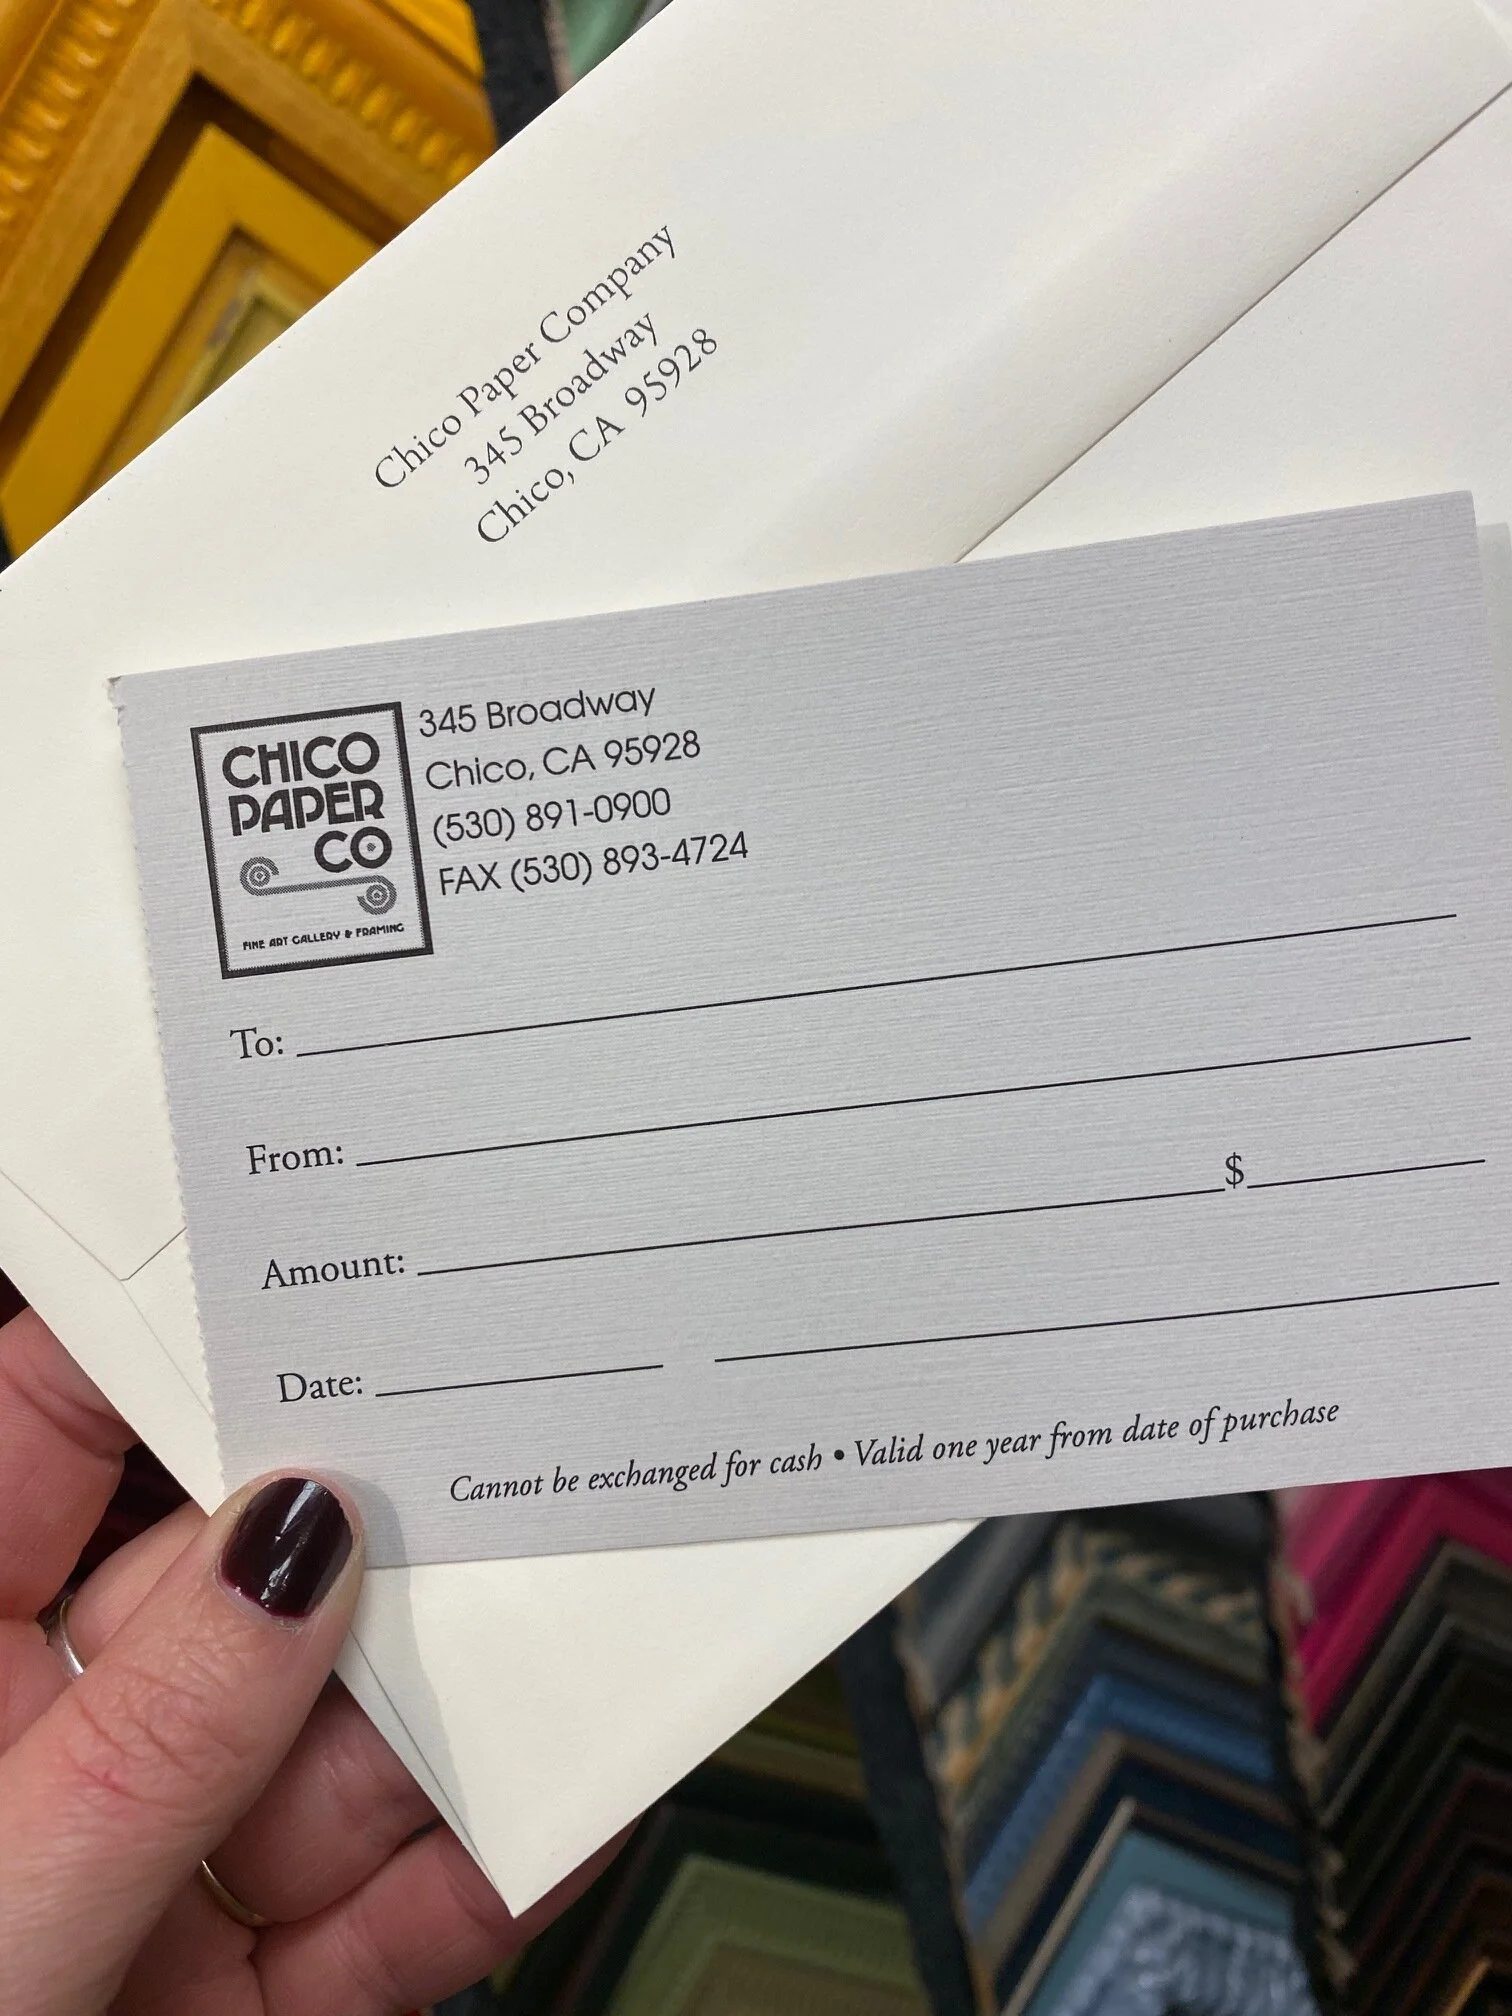 Chico Paper Company
345 Broadway
Chico, CA 95928
CHICO
PAPER
CO
FINE ART GALLERY & FRAMING
345 Broadway
Chico, CA 95928
(530) 891-0900
FAX (530) 893-4724
To:
From:
Amount: $
Date:
Cannot be exchanged for cash • Valid one year from date of purchase